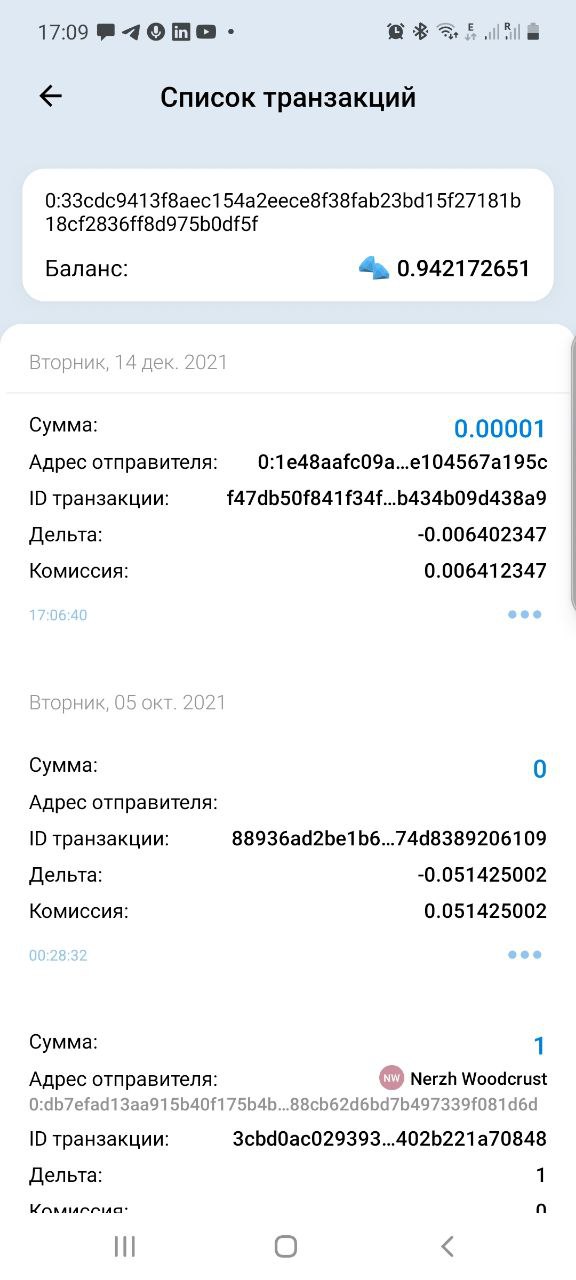 17:09
Список транзакций
0:33cdc9413f8aec154a2eece8f38fab23bd15f27181b
18cf2836ff8d975b0df5f
Баланс: 0.942172651
Вторник, 14 дек. 2021
Сумма: 0.00001
Адрес отправителя: 0:1e48aafc09a...e104567a195c
ID транзакции: f47db50f841f34f...b434b09d438a9
Дельта: -0.006402347
Комиссия: 0.006412347
17:06:40
Вторник, 05 окт. 2021
Сумма: 0
Адрес отправителя:
ID транзакции: 88936ad2be1b6...74d8389206109
Дельта: -0.051425002
Комиссия: 0.051425002
00:28:32
Сумма: 1
Адрес отправителя: NW Nerzh Woodcrust
0:db7efad13aa915b40f175b4b...88cb62d6bd7b497339f081d6d
ID транзакции: 3cbd0ac029393...402b221a70848
Дельта: 1
Комиссия: 0